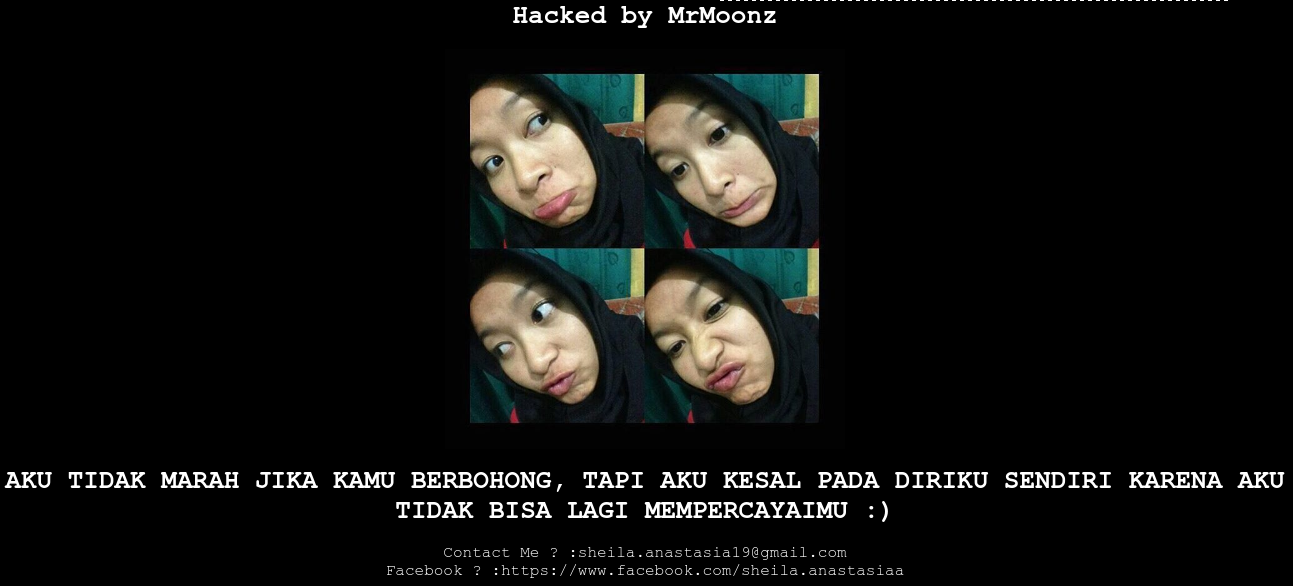 Hacked by MrMoonz
AKU TIDAK MARAH JIKA KAMU BERBOHONG, TAPI AKU KESAL PADA DIRIKU SENDIRI KARENA AKU
TIDAK BISA LAGI MEMPERCAYAIMU :)
Contact Me ? :sheila.anastasia19@gmail.com
Facebook ? :https://www.facebook.com/sheila.anastasiaa